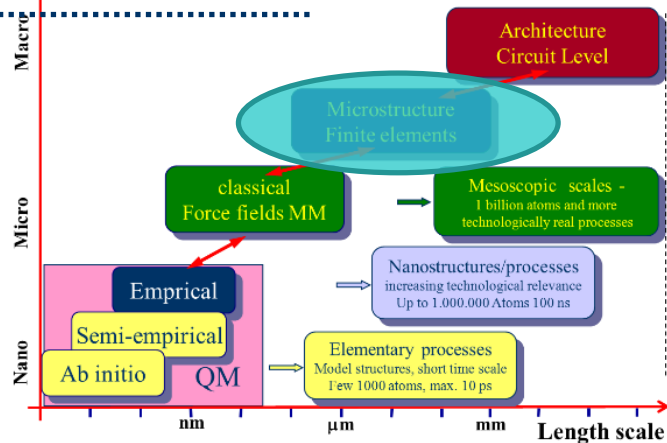 Macro
Architecture
Circuit Level
Microstructure
Finite elements
Micro
classical
Force fields MM
Mesoscopic scales -
1 billion atoms and more
technologically real processes
Nanostructures/processes
increasing technological relevance
Up to 1.000.000 Atoms 100 ns
Emprical
Semi-empirical
Nano
Ab initio
QM
Elementary processes
Model structures, short time scale
Few 1000 atoms, max. 10 ps
nm
µm
mm
Length scale